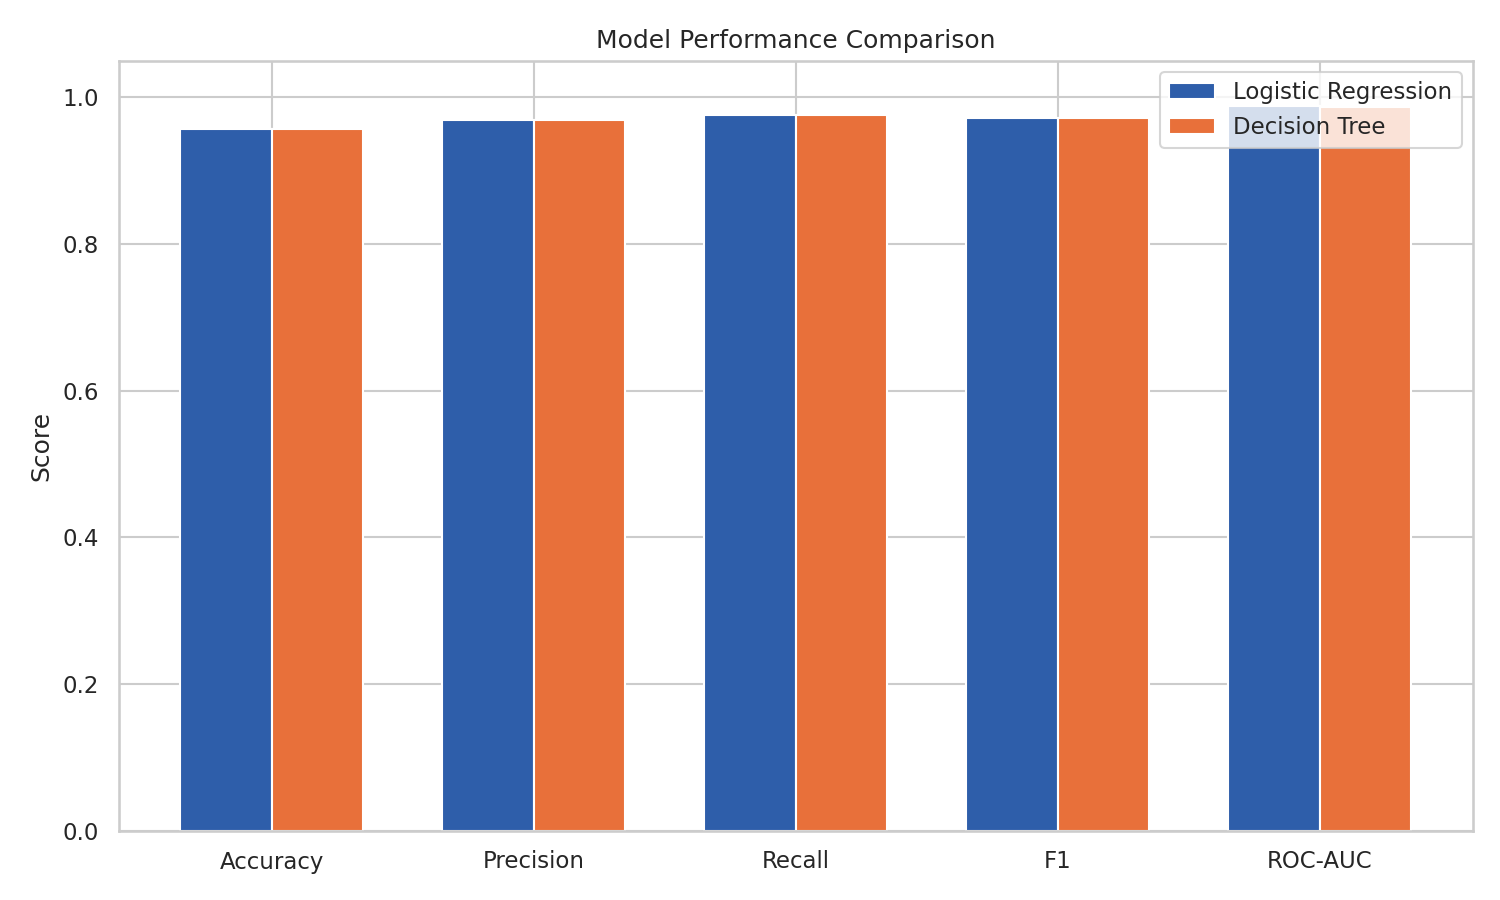 Model Performance Comparison
Logistic Regression
Decision Tree
1.0
0.8
0.6
0.4
0.2
0.0
Score
Accuracy
Precision
Recall
F1
ROC-AUC